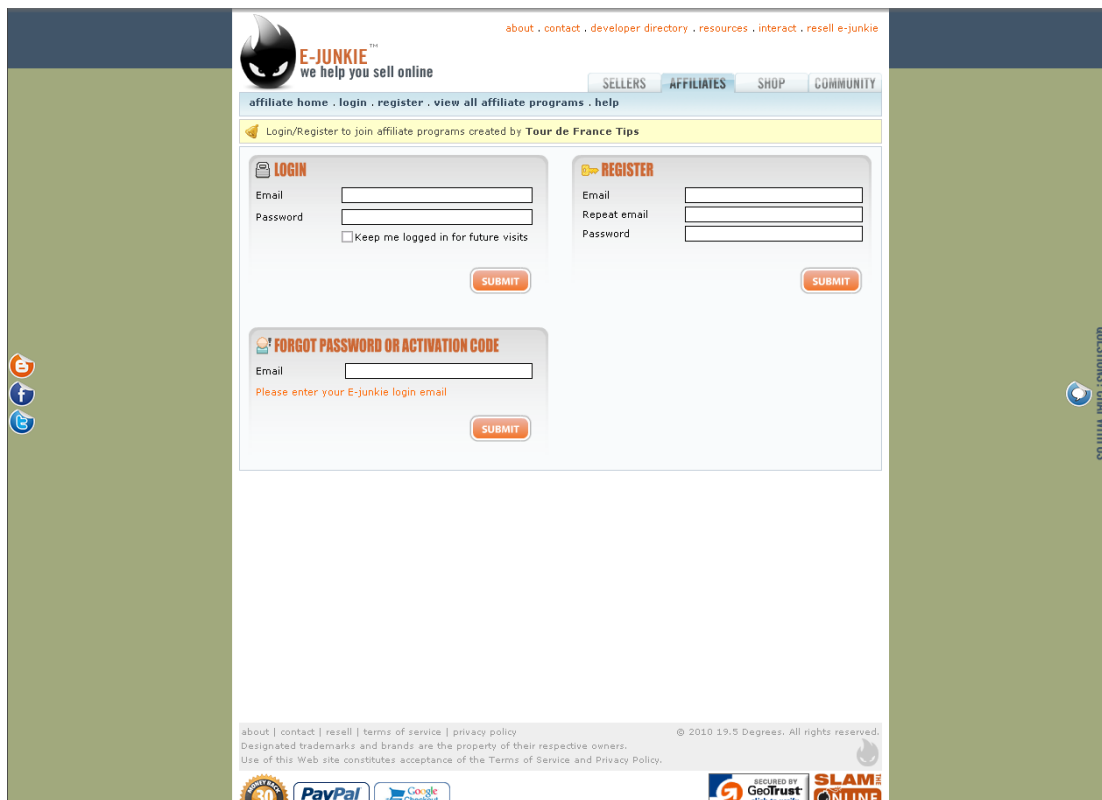 about . contact . developer directory . resources . interact . resell e-junkie
E-JUNKIE™
we help you sell online
SELLERS AFFILIATES SHOP COMMUNITY
affiliate home . login . register . view all affiliate programs . help
Login/Register to join affiliate programs created by Tour de France Tips
LOGIN
Email
Password
Keep me logged in for future visits
SUBMIT
REGISTER
Email
Repeat email
Password
SUBMIT
FORGOT PASSWORD OR ACTIVATION CODE
Email
Please enter your E-junkie login email
SUBMIT
about | contact | resell | terms of service | privacy policy
© 2010 19.5 Degrees. All rights reserved.
Designated trademarks and brands are the property of their respective owners.
Use of this Web site constitutes acceptance of the Terms of Service and Privacy Policy.
MONEY BACK
30
PayPal
Google
Checkout
SECURED BY
GeoTrust
SLAM THE
ONLINE